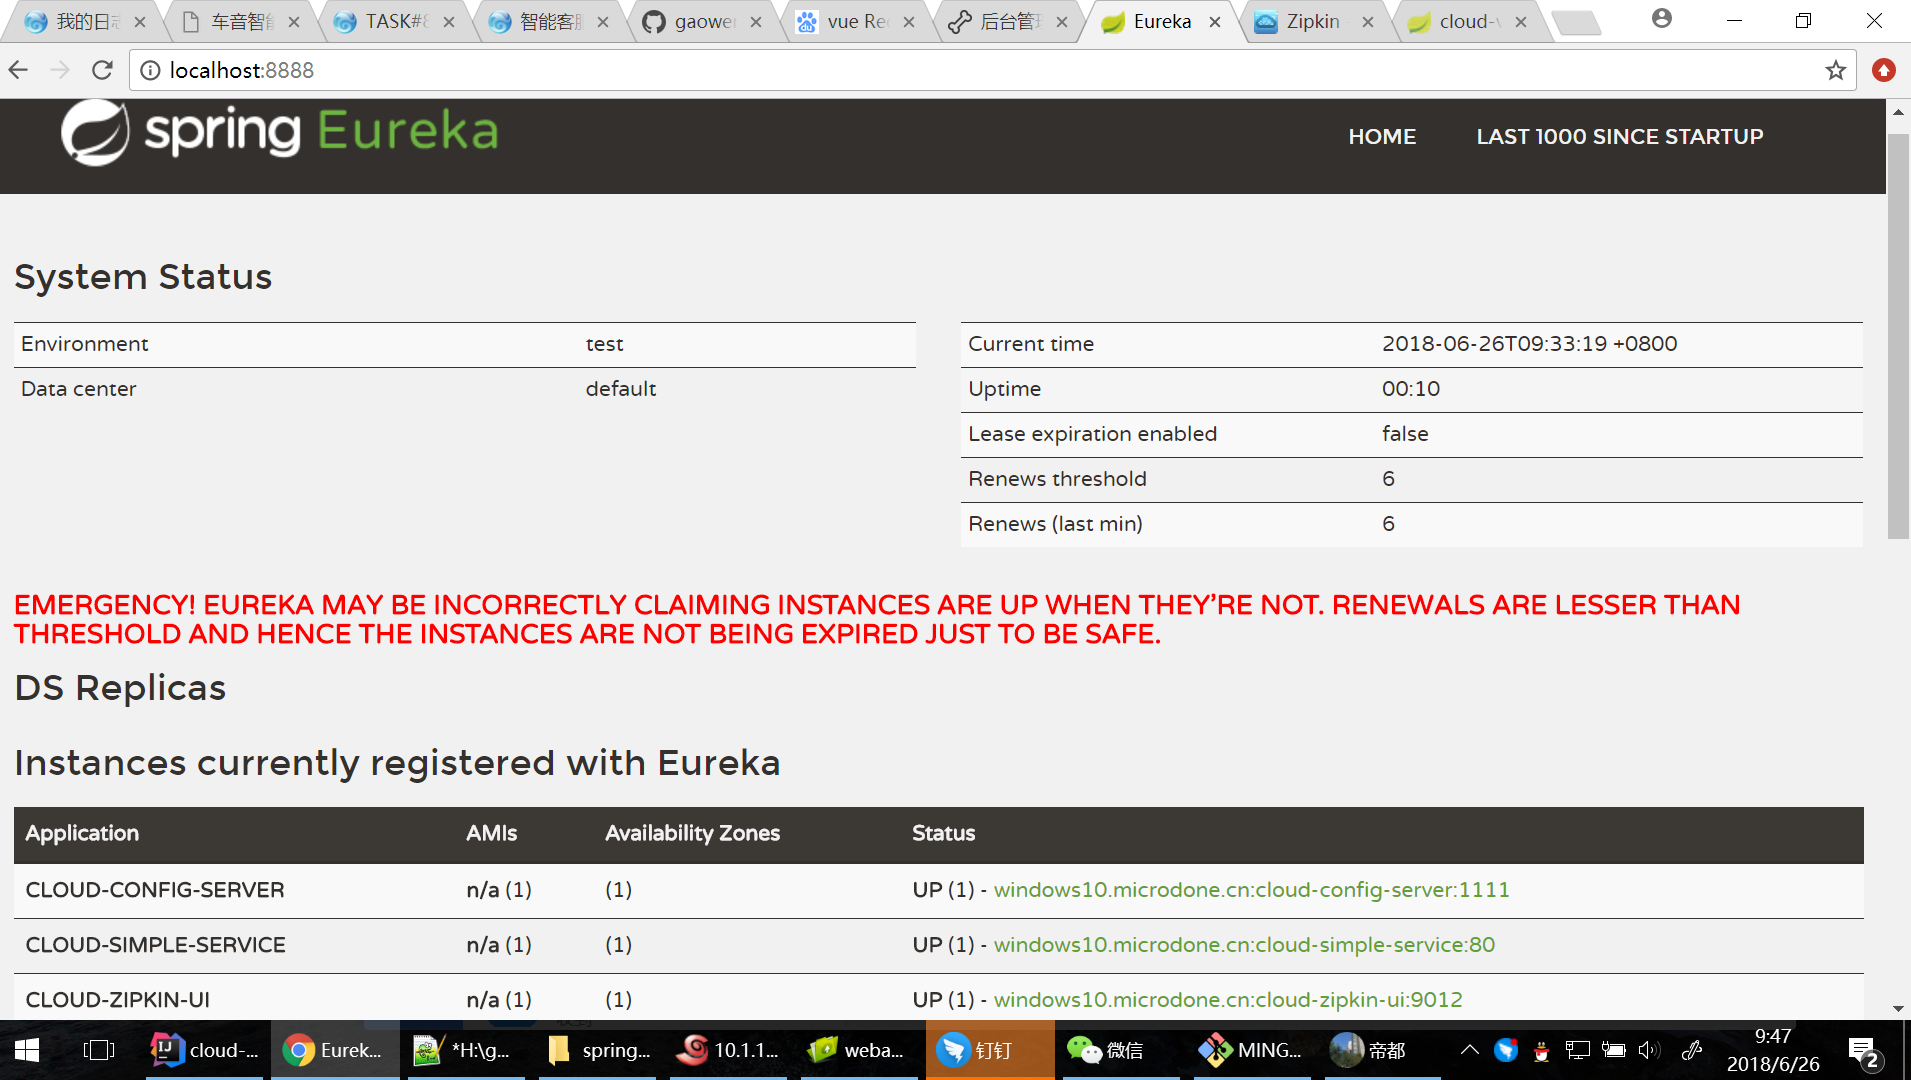 我的日志
车音智能
TASK#8
智能客服
gaowei
vue Re
后台管理
Eureka
Zipkin
cloud-
localhost:8888
spring Eureka
HOME
LAST 1000 SINCE STARTUP
System Status
Environment test
Data center default
Current time 2018-06-26T09:33:19 +0800
Uptime 00:10
Lease expiration enabled false
Renews threshold 6
Renews (last min) 6
EMERGENCY! EUREKA MAY BE INCORRECTLY CLAIMING INSTANCES ARE UP WHEN THEY’RE NOT. RENEWALS ARE LESSER THAN
THRESHOLD AND HENCE THE INSTANCES ARE NOT BEING EXPIRED JUST TO BE SAFE.
DS Replicas
Instances currently registered with Eureka
Application AMIs Availability Zones Status
CLOUD-CONFIG-SERVER n/a (1) (1) UP (1) - windows10.microdone.cn:cloud-config-server:1111
CLOUD-SIMPLE-SERVICE n/a (1) (1) UP (1) - windows10.microdone.cn:cloud-simple-service:80
CLOUD-ZIPKIN-UI n/a (1) (1) UP (1) - windows10.microdone.cn:cloud-zipkin-ui:9012
cloud-...
Eurek...
*H:\g...
spring...
10.1.1...
weba...
钉钉
微信
MING...
帝都
9:47
2018/6/26
2